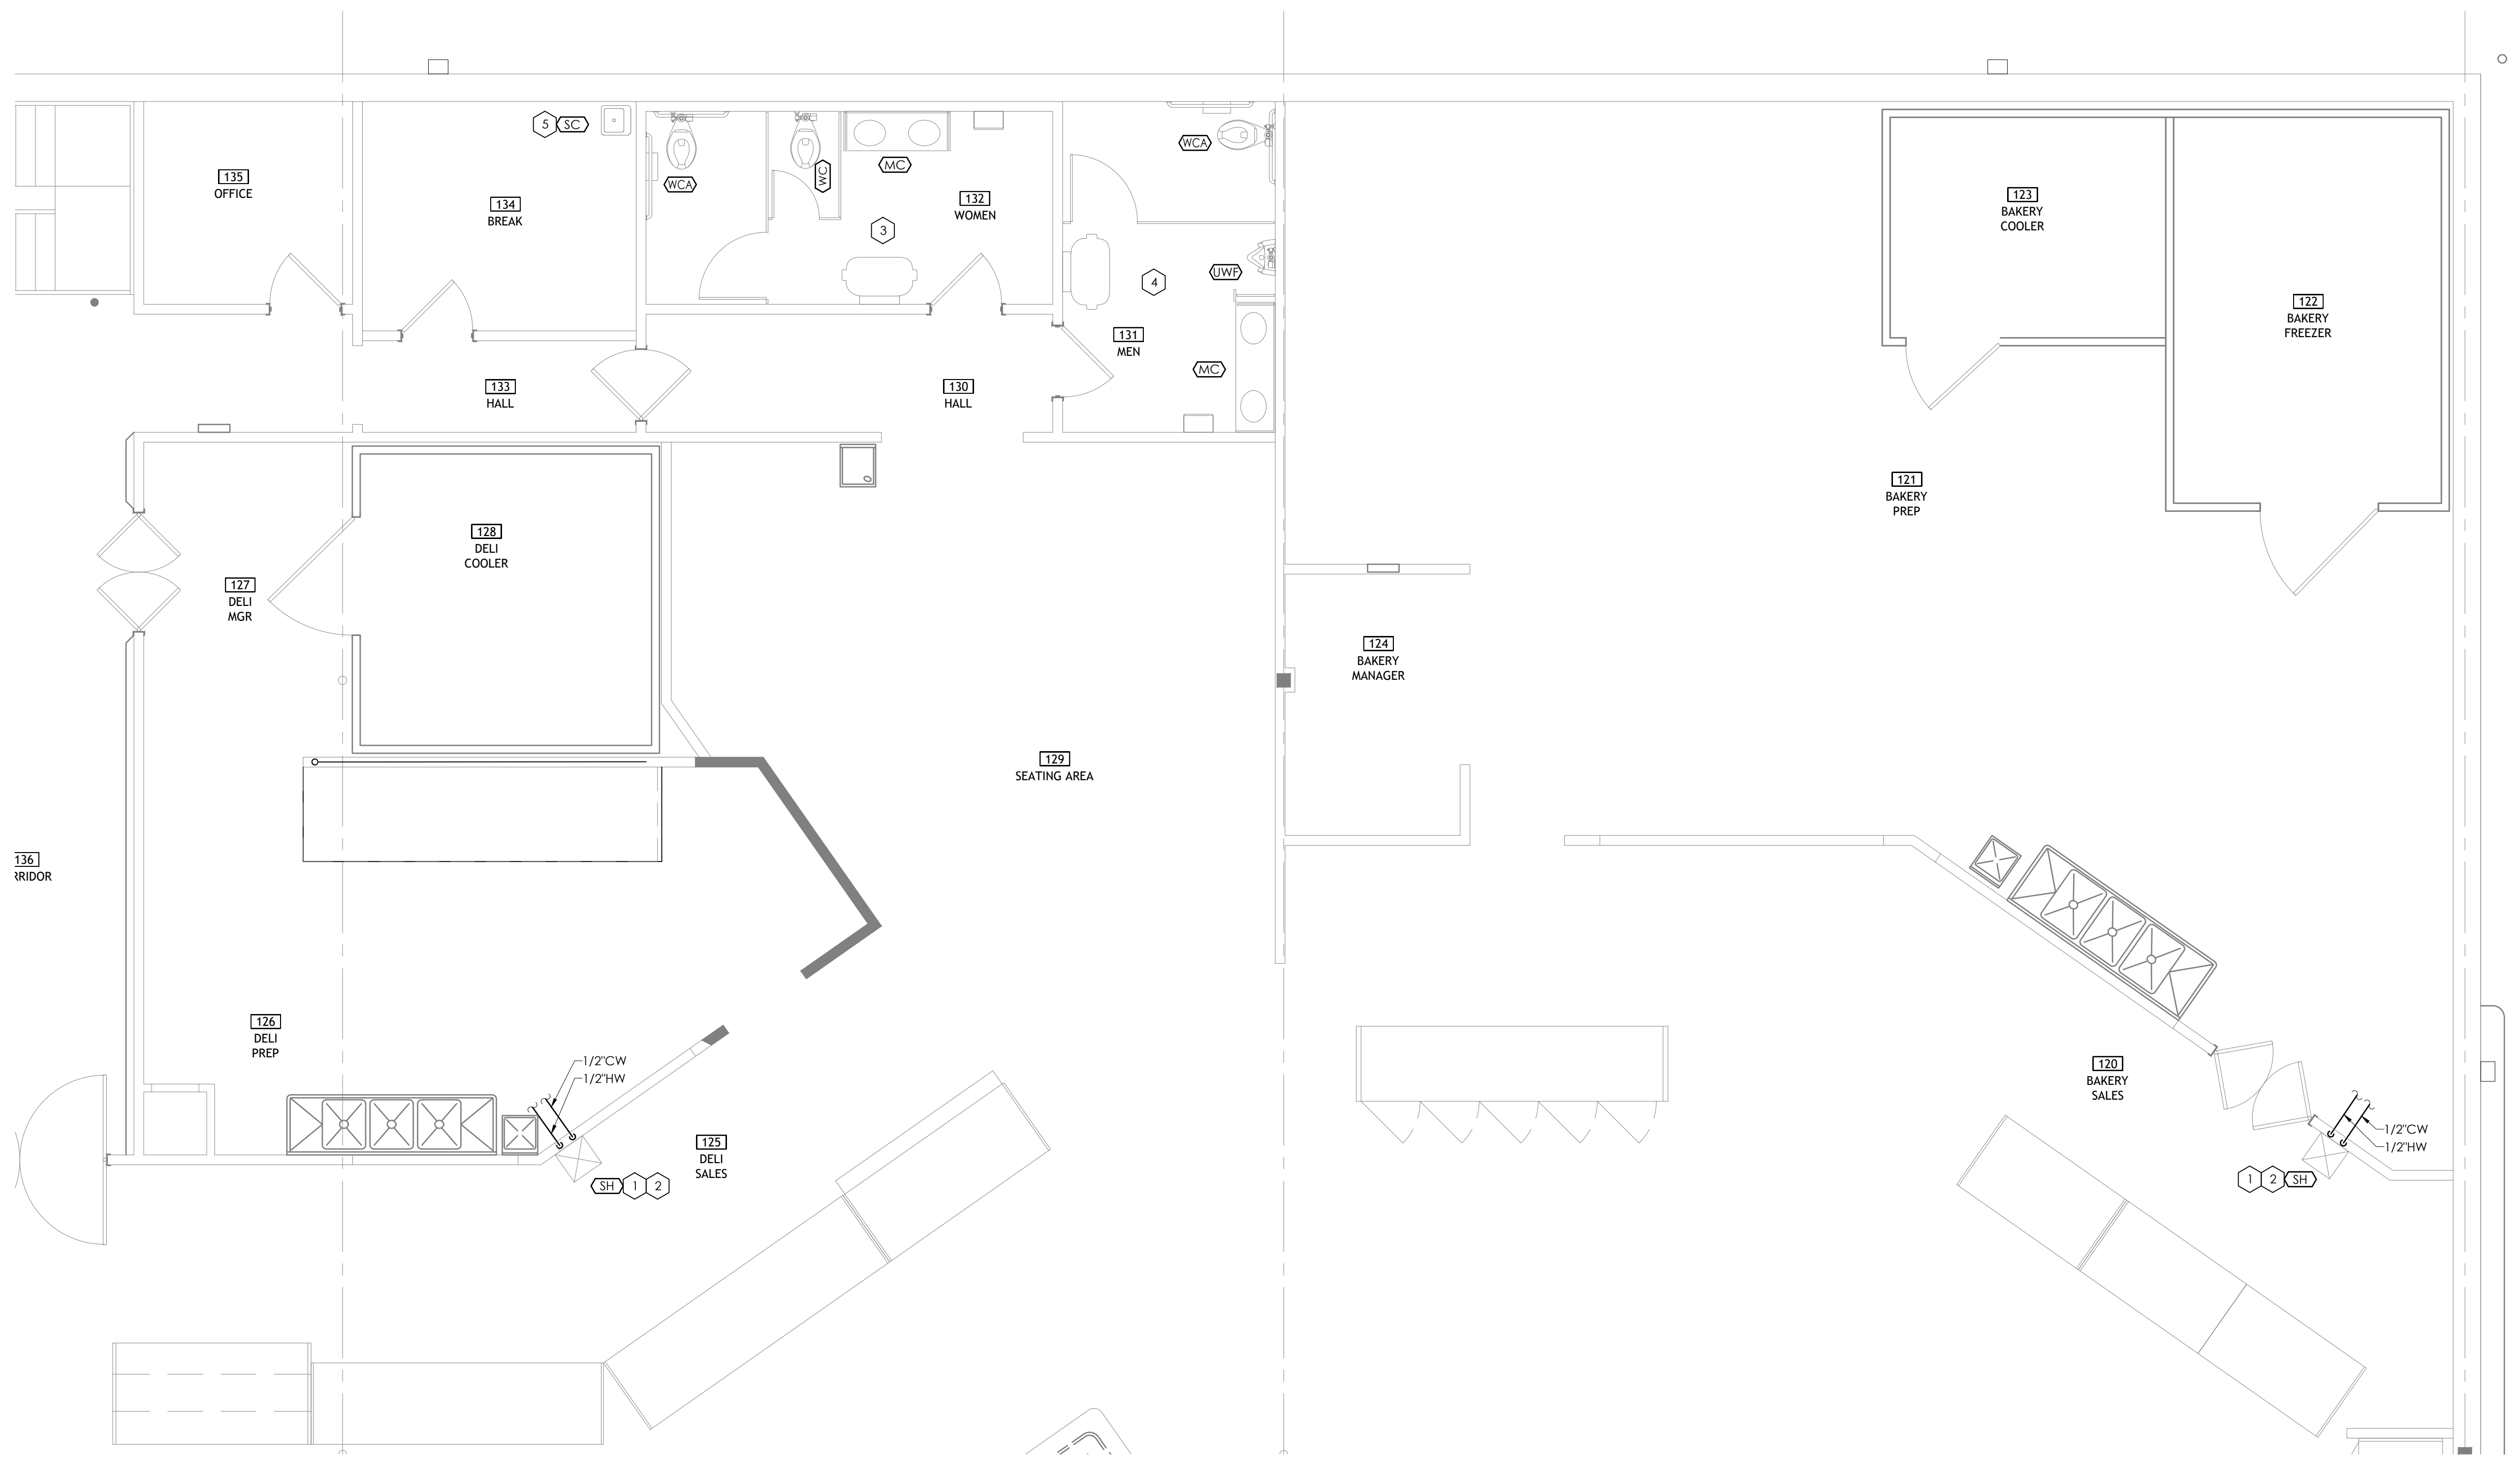 5 SC
WCA
WC
MC
3
132
WOMEN
135
OFFICE
134
BREAK
WCA
UWF
4
131
MEN
MC
123
BAKERY
COOLER
122
BAKERY
FREEZER
133
HALL
130
HALL
121
BAKERY
PREP
128
DELI
COOLER
127
DELI
MGR
124
BAKERY
MANAGER
129
SEATING AREA
136
RRIDOR
126
DELI
PREP
1/2"CW
1/2"HW
125
DELI
SALES
SH 1 2
120
BAKERY
SALES
1/2"CW
1/2"HW
1 2 SH